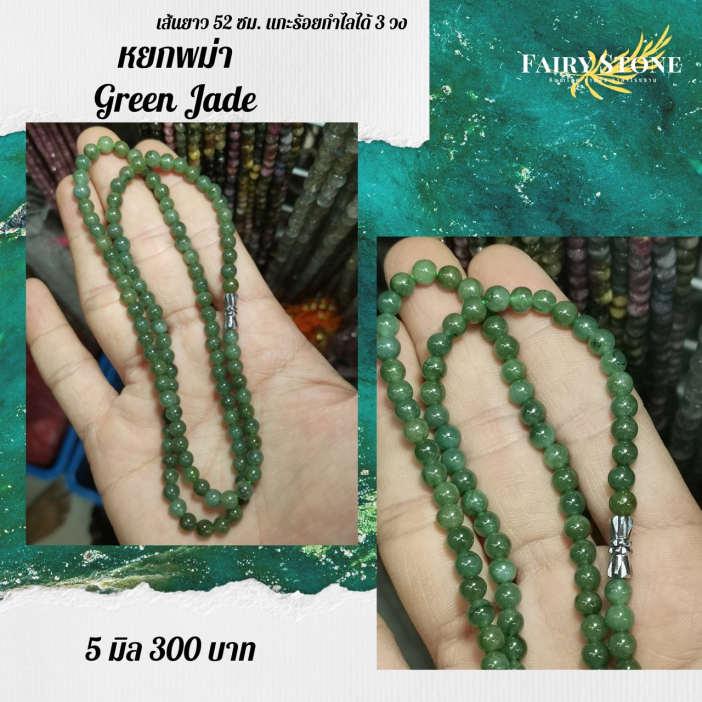 เส้นยาว 52 ซม. แกะร้อยกำไลได้ 3 วง
หยกพม่า
Green Jade
FAIRY STONE
5 มิล 300 บาท